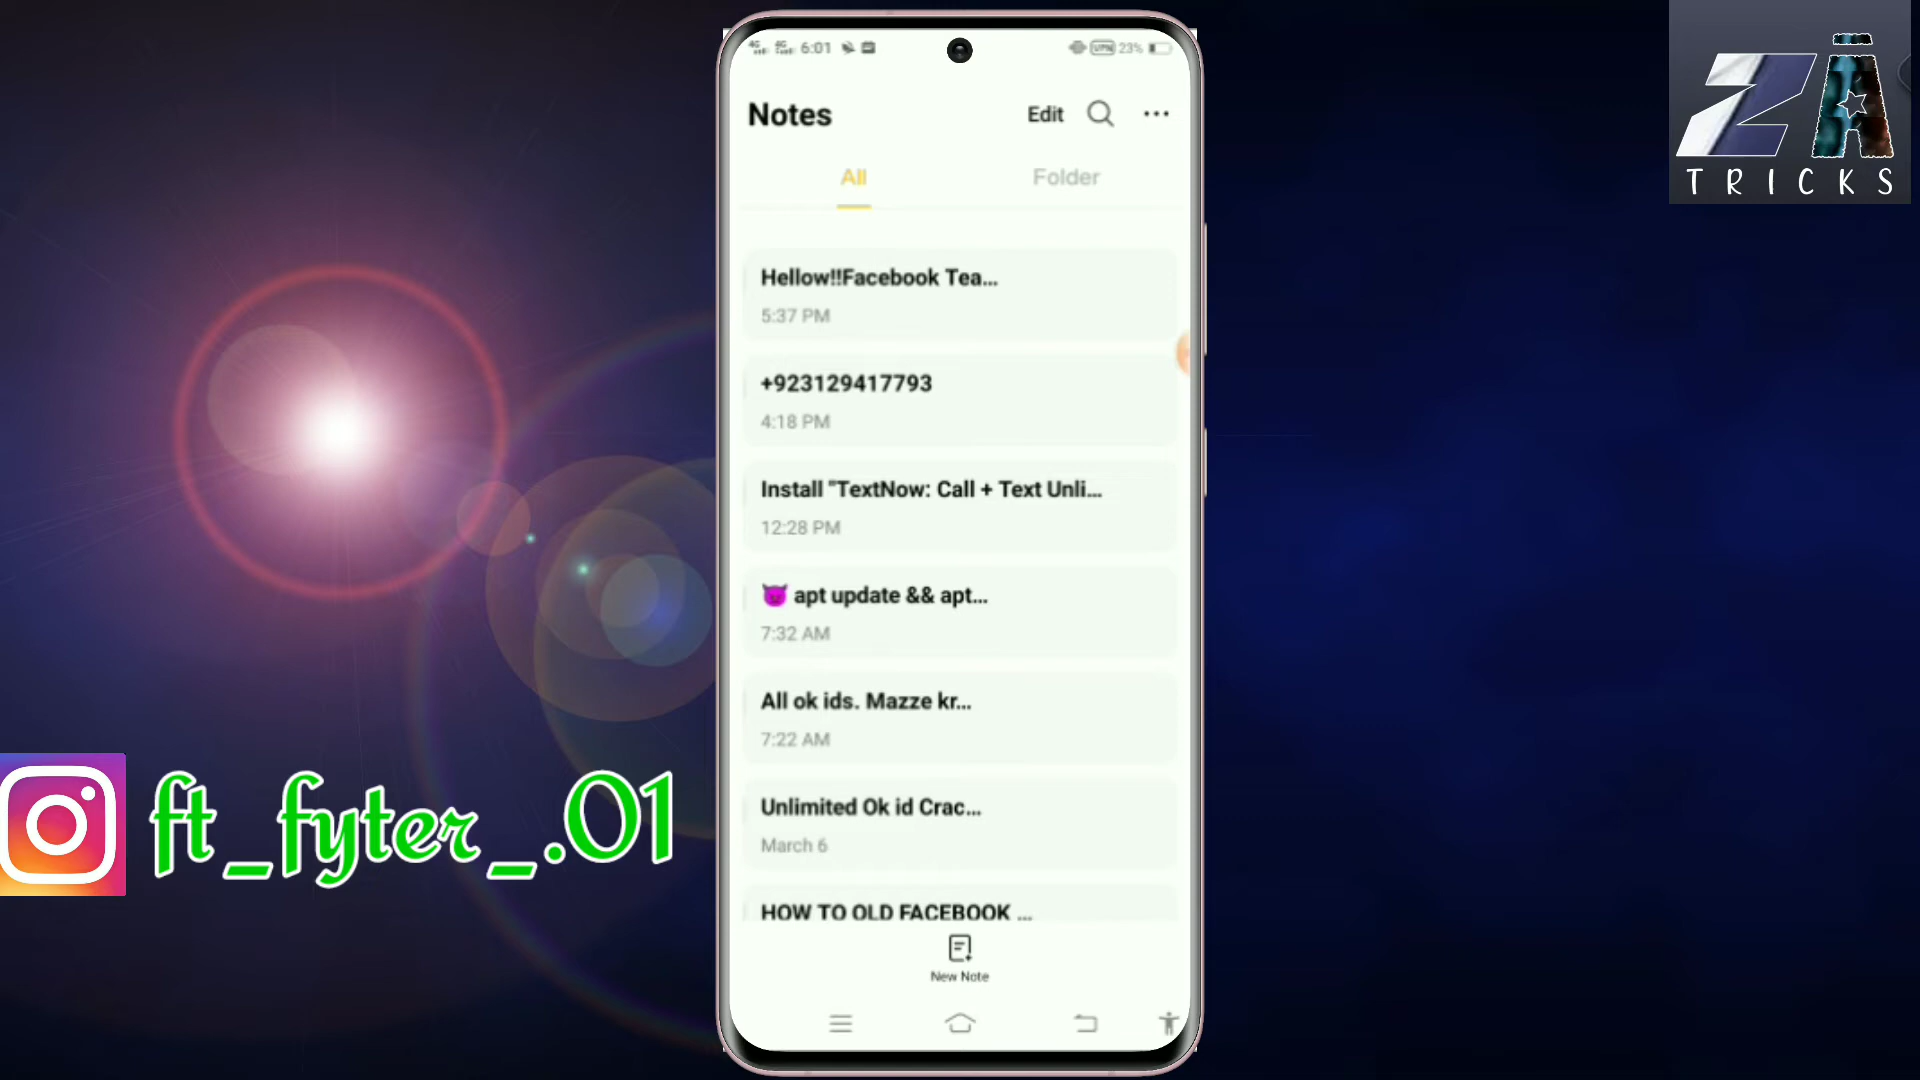 6:01
VPN 23%
ZA
TRICKS
Notes
Edit
All
Folder
Hellow!!Facebook Tea...
5:37 PM
+923129417793
4:18 PM
Install "TextNow: Call + Text Unli...
12:28 PM
😈 apt update && apt...
7:32 AM
All ok ids. Mazze kr...
7:22 AM
Unlimited Ok id Crac...
March 6
HOW TO OLD FACEBOOK ...
New Note
ft_fyter_.01